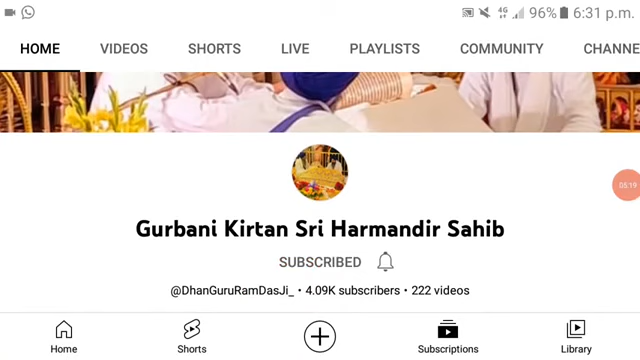 4G 96% 6:31 p.m.
HOME VIDEOS SHORTS LIVE PLAYLISTS COMMUNITY CHANNE
05:19
Gurbani Kirtan Sri Harmandir Sahib
SUBSCRIBED
@DhanGuruRamDasJi_ • 4.09K subscribers • 222 videos
Home Shorts Subscriptions Library